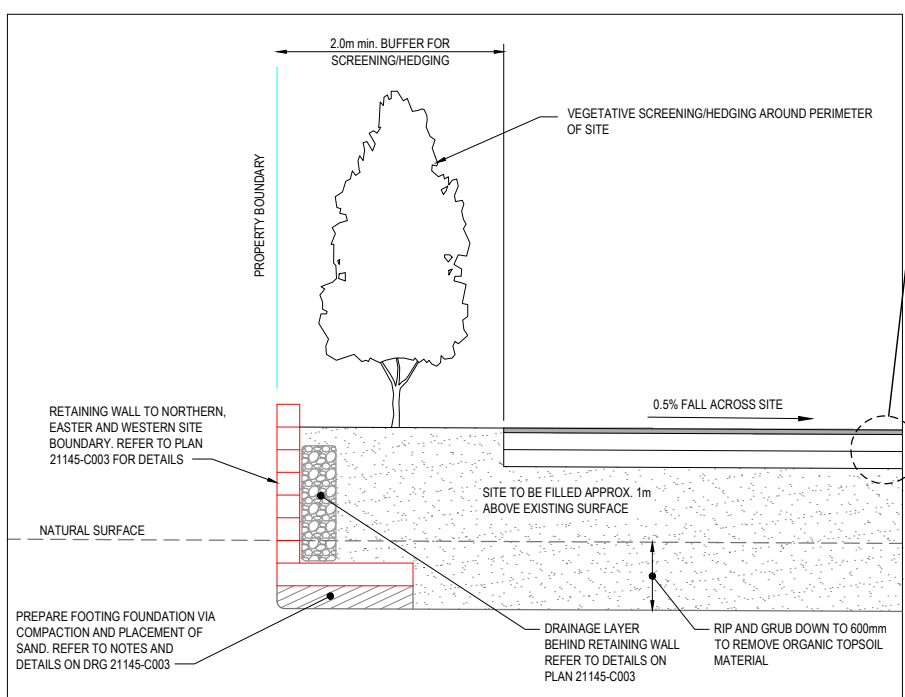 2.0m min. BUFFER FOR
SCREENING/HEDGING
VEGETATIVE SCREENING/HEDGING AROUND PERIMETER
OF SITE
PROPERTY BOUNDARY
RETAINING WALL TO NORTHERN,
EASTER AND WESTERN SITE
BOUNDARY. REFER TO PLAN
21145-C003 FOR DETAILS
0.5% FALL ACROSS SITE
SITE TO BE FILLED APPROX. 1m
ABOVE EXISTING SURFACE
NATURAL SURFACE
PREPARE FOOTING FOUNDATION VIA
COMPACTION AND PLACEMENT OF
SAND. REFER TO NOTES AND
DETAILS ON DRG 21145-C003
DRAINAGE LAYER
BEHIND RETAINING WALL
REFER TO DETAILS ON
PLAN 21145-C003
RIP AND GRUB DOWN TO 600mm
TO REMOVE ORGANIC TOPSOIL
MATERIAL